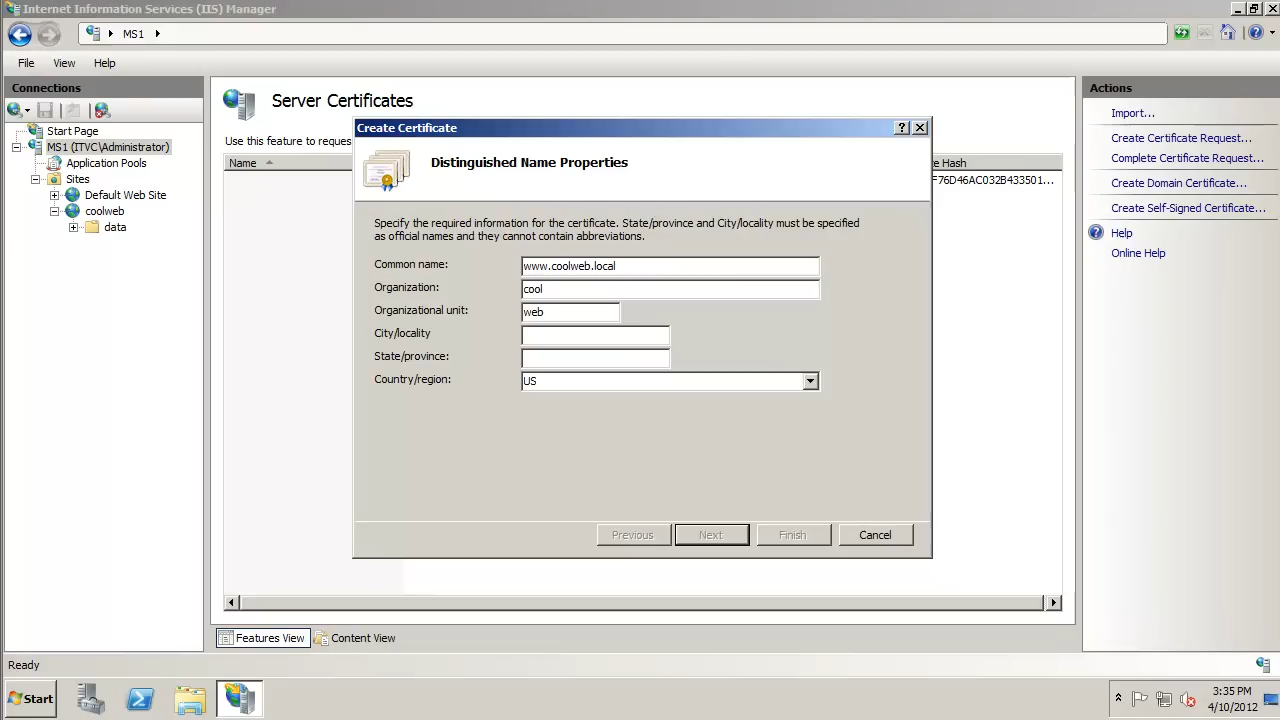 Internet Information Services (IIS) Manager
MS1
File View Help
Connections
Start Page
MS1 (ITVC\Administrator)
Application Pools
Sites
Default Web Site
coolweb
data
Server Certificates
Use this feature to reques
Name
e Hash
F76D46AC032B433501...
Create Certificate
Distinguished Name Properties
Specify the required information for the certificate. State/province and City/locality must be specified
as official names and they cannot contain abbreviations.
Common name: www.coolweb.local
Organization: cool
Organizational unit: web
City/locality
State/province:
Country/region: US
Previous Next Finish Cancel
Features View Content View
Actions
Import...
Create Certificate Request...
Complete Certificate Request...
Create Domain Certificate...
Create Self-Signed Certificate...
Help
Online Help
Ready
Start
3:35 PM
4/10/2012